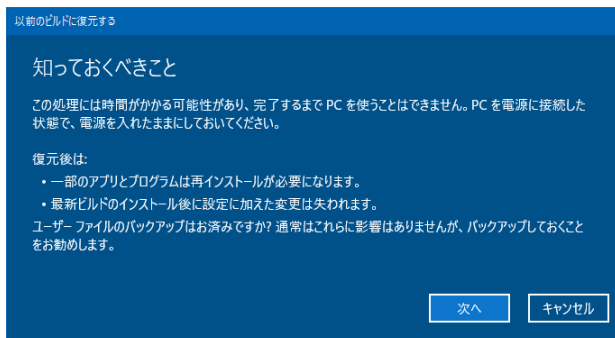 以前のビルドに復元する
知っておくべきこと
この処理には時間がかかる可能性があり、完了するまで PC を使うことはできません。PC を電源に接続した
状態で、電源を入れたままにしておいてください。
復元後は:
• 一部のアプリとプログラムは再インストールが必要になります。
• 最新ビルドのインストール後に設定に加えた変更は失われます。
ユーザー ファイルのバックアップはお済みですか? 通常はこれらに影響はありませんが、バックアップしておくこと
をお勧めします。
次へ
キャンセル